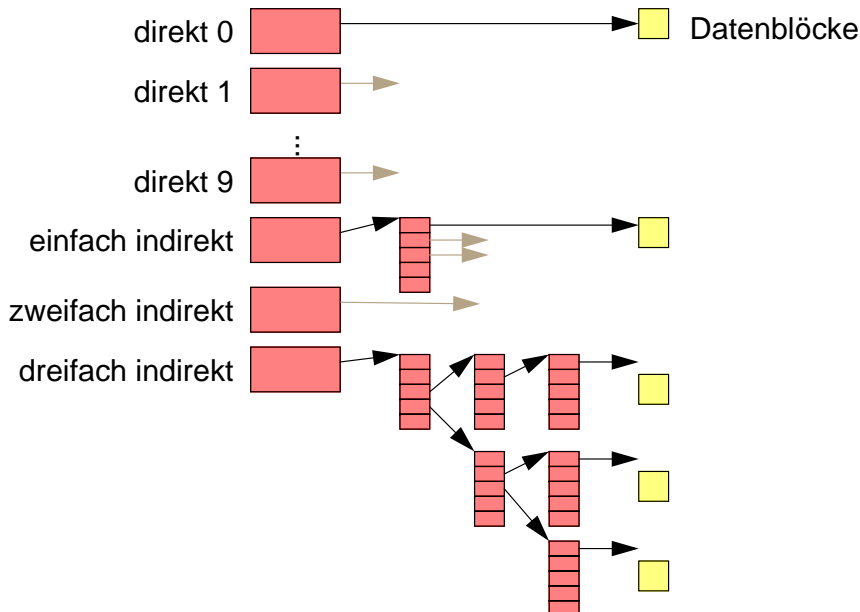 direkt 0
Datenblöcke
direkt 1
direkt 9
einfach indirekt
zweifach indirekt
dreifach indirekt